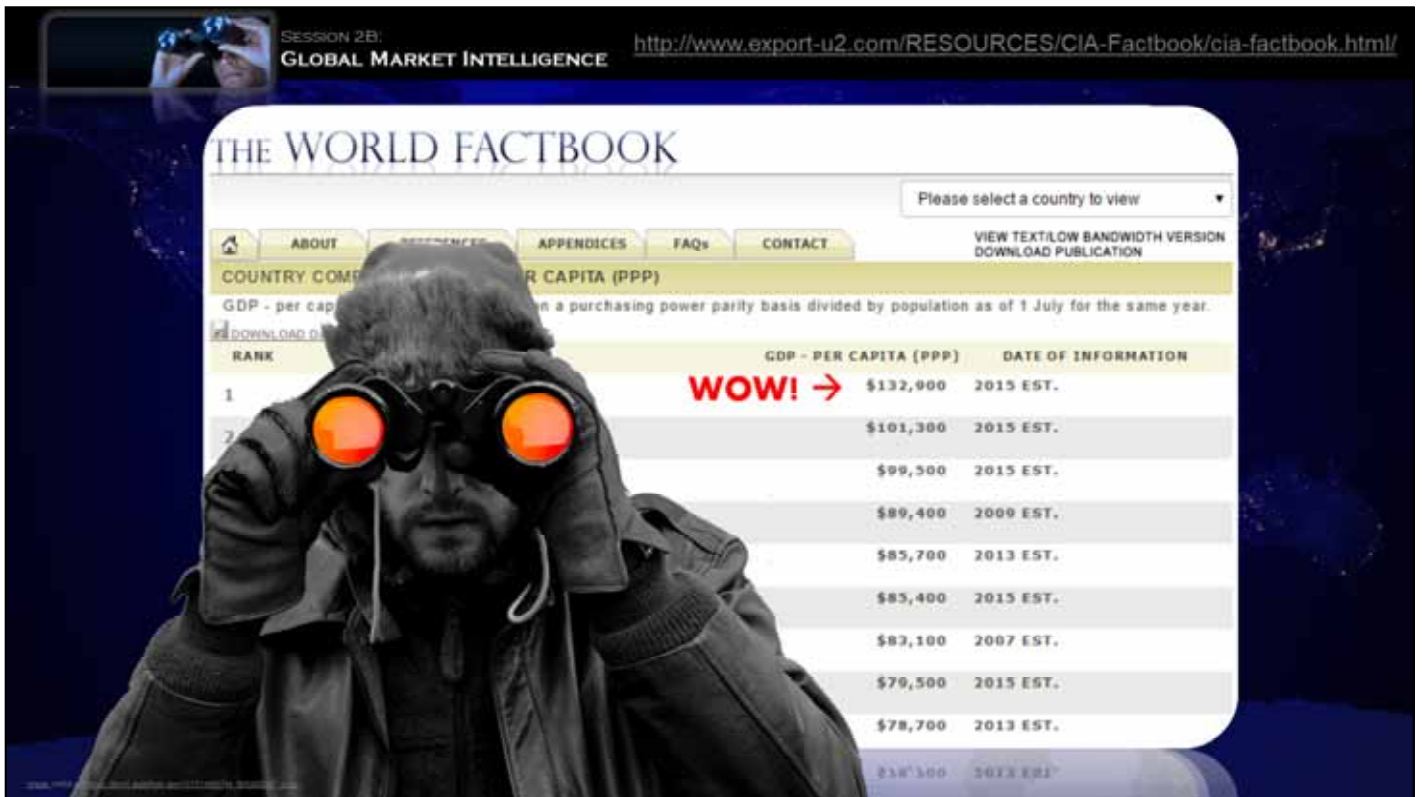 SESSION 2B:
GLOBAL MARKET INTELLIGENCE
http://www.export-u2.com/RESOURCES/CIA-Factbook/cia-factbook.html/
THE WORLD FACTBOOK
Please select a country to view
ABOUT REFERENCES APPENDICES FAQs CONTACT
VIEW TEXT/LOW BANDWIDTH VERSION
DOWNLOAD PUBLICATION
COUNTRY COMP R CAPITA (PPP)
GDP - per cap on a purchasing power parity basis divided by population as of 1 July for the same year.
DOWNLOAD D
RANK GDP - PER CAPITA (PPP) DATE OF INFORMATION
1 WOW! → $132,900 2015 EST.
2 $101,300 2015 EST.
$99,500 2015 EST.
$89,400 2009 EST.
$85,700 2013 EST.
$85,400 2015 EST.
$83,100 2007 EST.
$79,500 2015 EST.
$78,700 2013 EST.